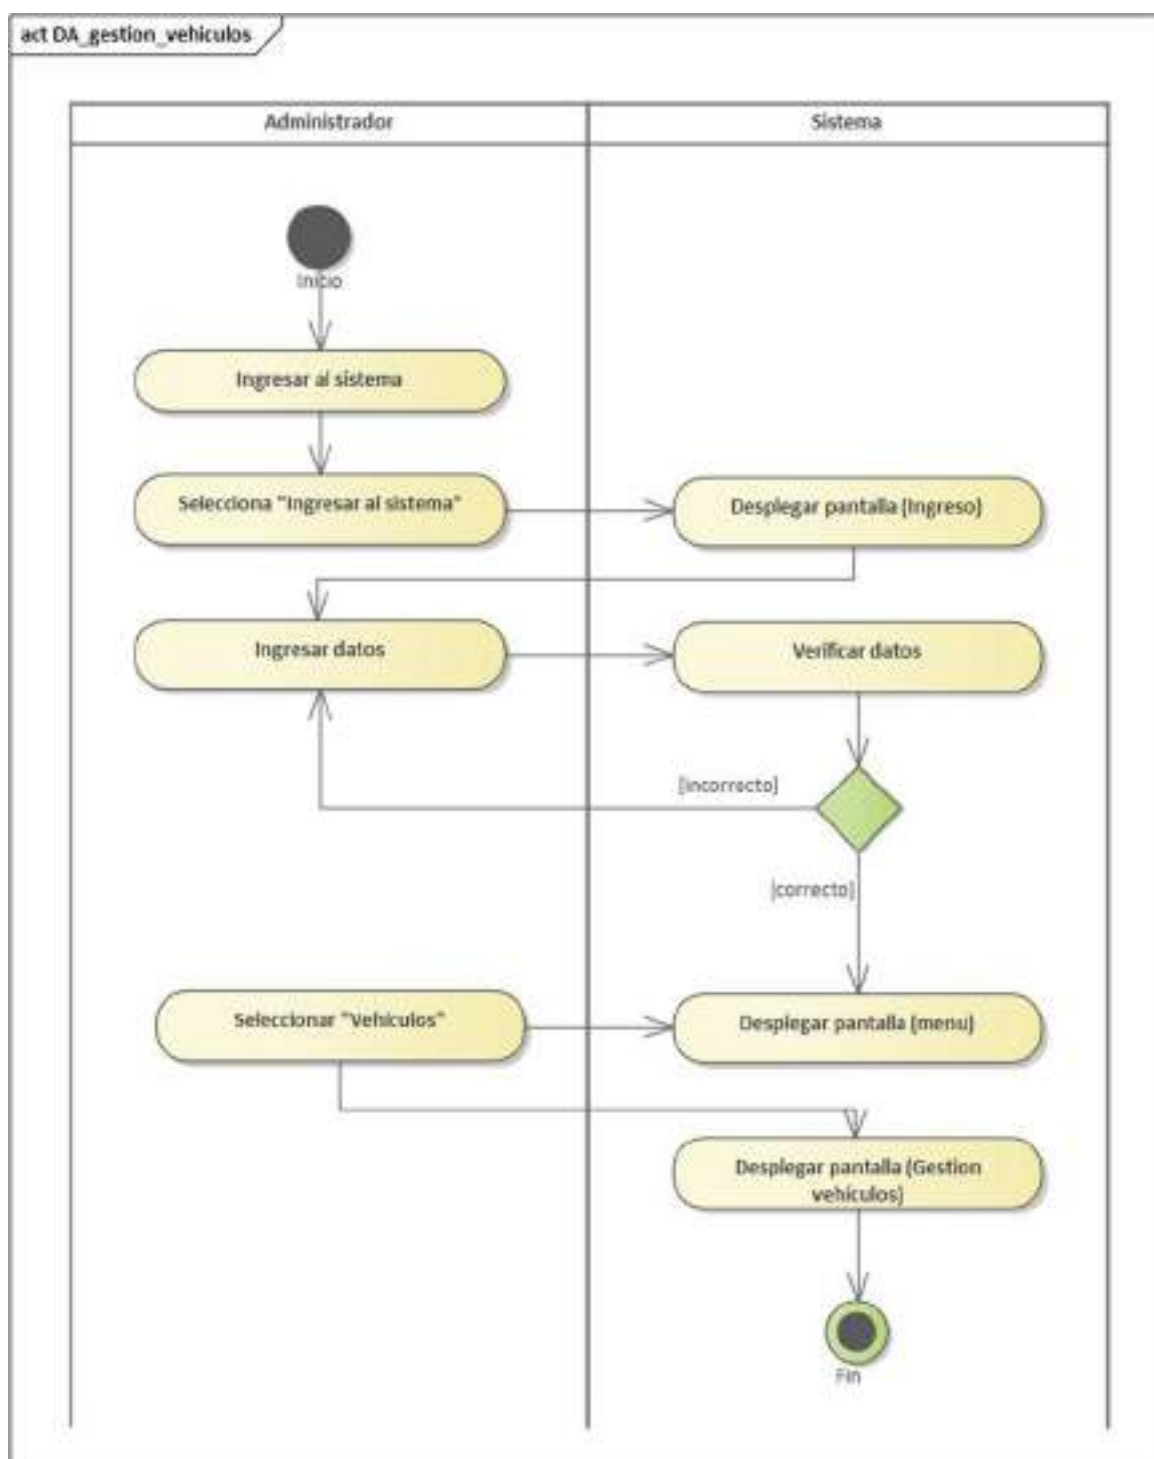 act DA_gestion_vehiculos
Administrador
Sistema
Inicio
Ingresar al sistema
Selecciona "Ingresar al sistema"
Desplegar pantalla (Ingreso)
Ingresar datos
Verificar datos
[incorrecto]
[correcto]
Seleccionar "Vehiculos"
Desplegar pantalla (menu)
Desplegar pantalla (Gestion
vehículos)
Fin